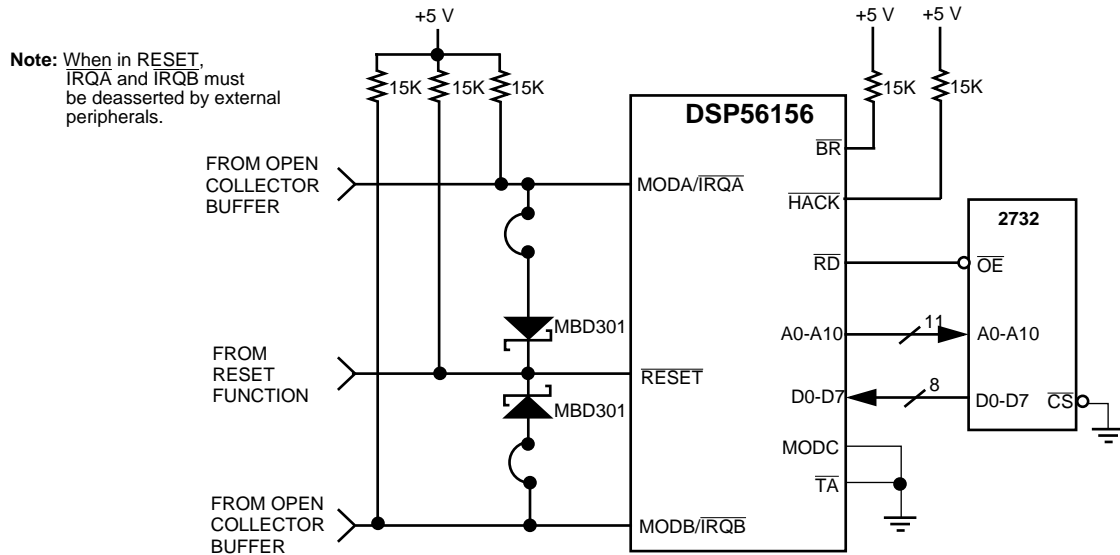 +5 V
+5 V
+5 V
Note: When in RESET,
IRQA and IRQB must
be deasserted by external
peripherals.
15K
15K
15K
15K
15K
DSP56156
BR
FROM OPEN
COLLECTOR
BUFFER
MODA/IRQA
HACK
2732
RD
OE
MBD301
A0-A10
11
A0-A10
FROM
RESET
FUNCTION
RESET
D0-D7
8
D0-D7
CS
MBD301
MODC
TA
FROM OPEN
COLLECTOR
BUFFER
MODB/IRQB